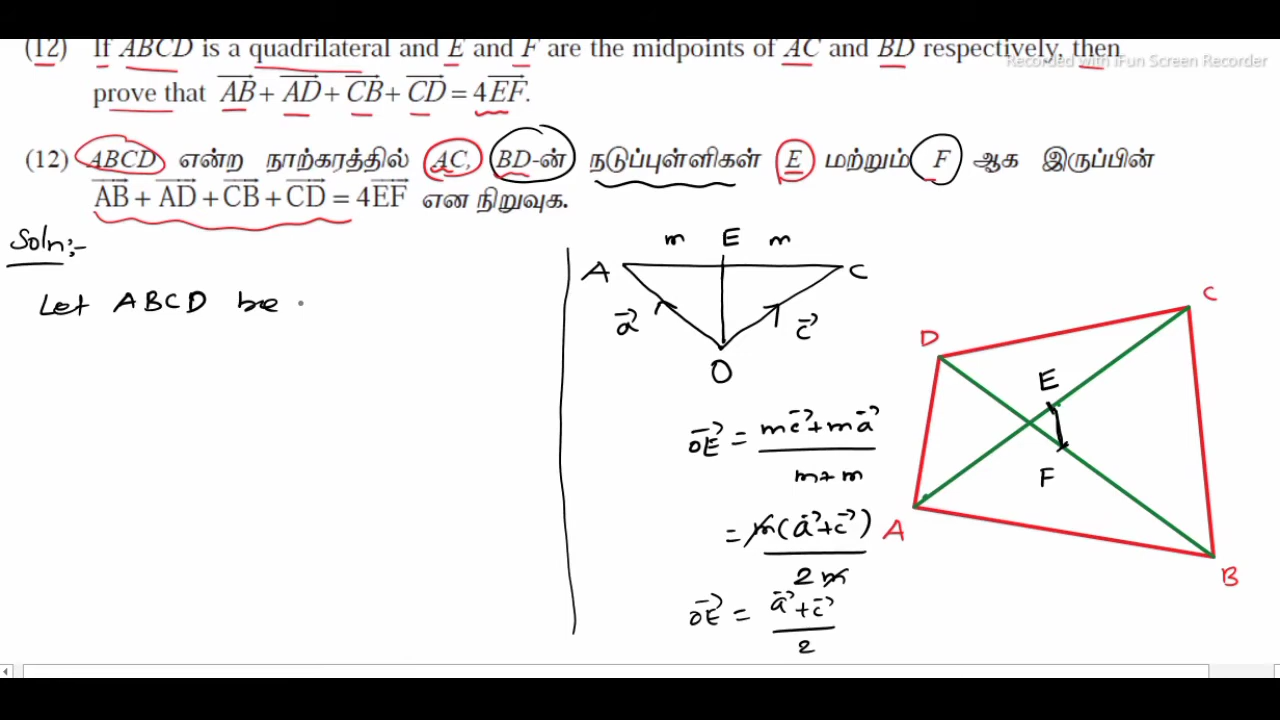 (12) If ABCD is a quadrilateral and E and F are the midpoints of AC and BD respectively, then
Recorded with iFun Screen Recorder
prove that AB⃗ + AD⃗ + CB⃗ + CD⃗ = 4EF⃗.
(12) ABCD என்ற நாற்கரத்தில் AC, BD-ன் நடுப்புள்ளிகள் E மற்றும் F ஆக இருப்பின்
AB⃗ + AD⃗ + CB⃗ + CD⃗ = 4EF⃗ என நிறுவுக.
Soln:-
Let ABCD be
m E m
A C
a⃗ c⃗
O
OE⃗ = mc⃗+ma⃗ / m+m
= m(a⃗+c⃗) / 2m
OE⃗ = a⃗+c⃗ / 2
C
D
E
F
A
B